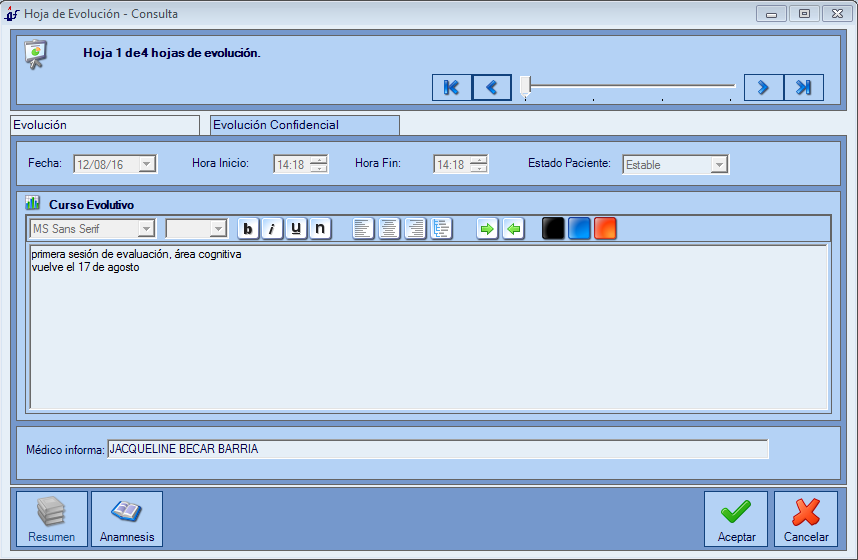 Hoja de Evolución - Consulta
Hoja 1 de4 hojas de evolución.
Evolución
Evolución Confidencial
Fecha: 12/08/16 Hora Inicio: 14:18 Hora Fin: 14:18 Estado Paciente: Estable
Curso Evolutivo
MS Sans Serif b i u n
primera sesión de evaluación, área cognitiva
vuelve el 17 de agosto
Médico informa: JACQUELINE BECAR BARRIA
Resumen
Anamnesis
Aceptar
Cancelar